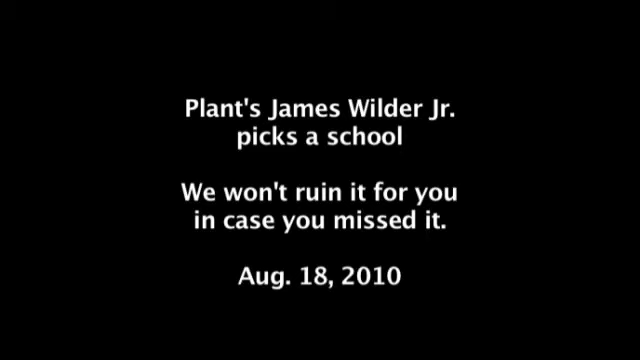 Plant's James Wilder Jr.
picks a school
We won't ruin it for you
in case you missed it.
Aug. 18, 2010